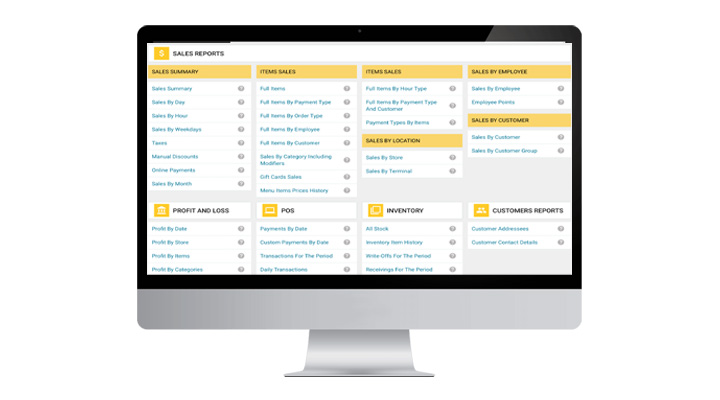 $ SALES REPORTS
SALES SUMMARY
Sales Summary
Sales By Day
Sales By Hour
Sales By Weekdays
Taxes
Manual Discounts
Online Payments
Sales By Month
ITEMS SALES
Full Items
Full Items By Payment Type
Full Items By Order Type
Full Items By Employee
Full Items By Customer
Sales By Category Including
Modifiers
Gift Cards Sales
Menu Items Prices History
ITEMS SALES
Full Items By Hour Type
Full Items By Payment Type
And Customer
Payment Types By Items
SALES BY LOCATION
Sales By Store
Sales By Terminal
SALES BY EMPLOYEE
Sales By Employee
Employee Points
SALES BY CUSTOMER
Sales By Customer
Sales By Customer Group
PROFIT AND LOSS
Profit By Date
Profit By Store
Profit By Items
Profit By Categories
POS
Payments By Date
Custom Payments By Date
Transactions For The Period
Daily Transactions
INVENTORY
All Stock
Inventory Item History
Write-Offs For The Period
Receivings For The Period
CUSTOMERS REPORTS
Customer Addressees
Customer Contact Details